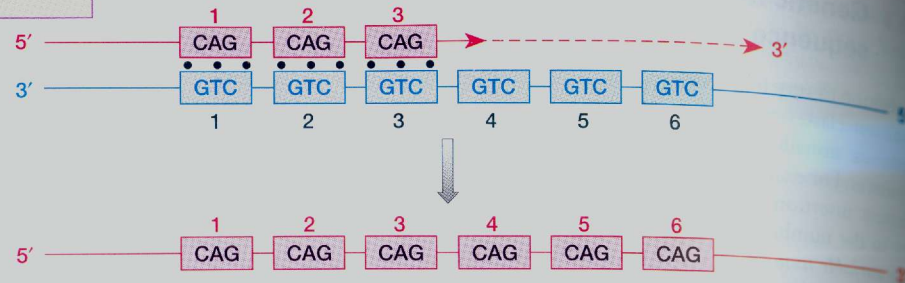 1 2 3
5′ CAG CAG CAG 3′
3′ GTC GTC GTC GTC GTC GTC
1 2 3 4 5 6
1 2 3 4 5 6
5′ CAG CAG CAG CAG CAG CAG